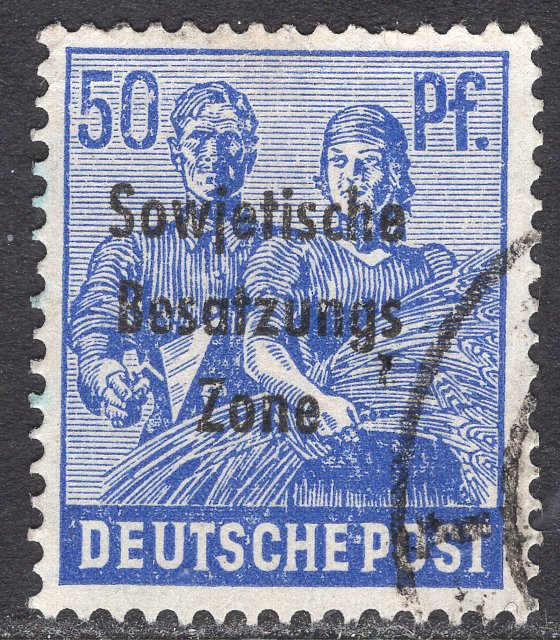 50 Pf.
Sowjetische
Besatzungs
Zone
DEUTSCHE POST